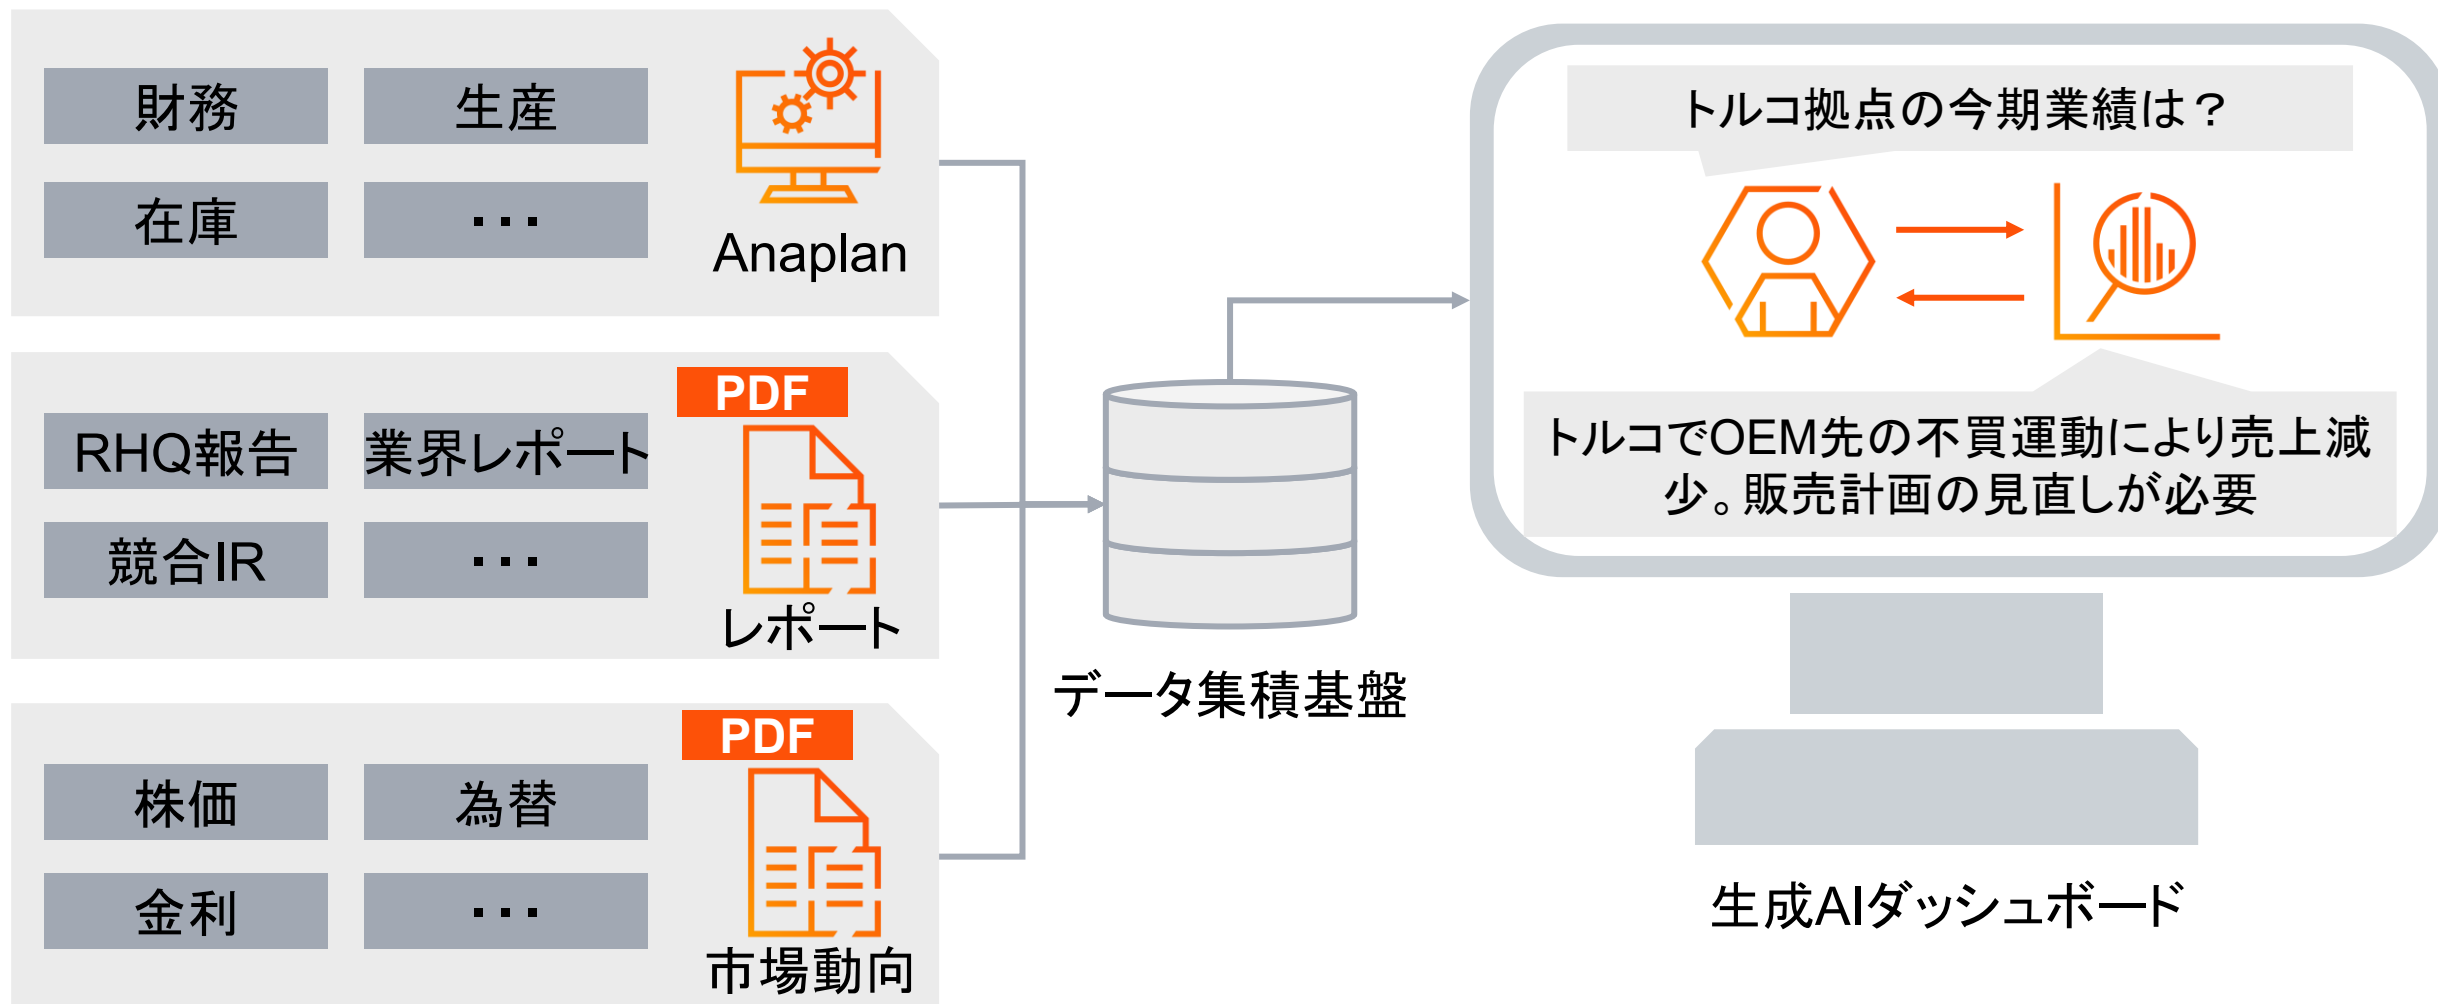 財務
生産
在庫
・・・
Anaplan
PDF
RHQ報告
業界レポート
競合IR
・・・
レポート
PDF
株価
為替
金利
・・・
市場動向
データ集積基盤
トルコ拠点の今期業績は？
トルコでOEM先の不買運動により売上減
少。販売計画の見直しが必要
生成AIダッシュボード